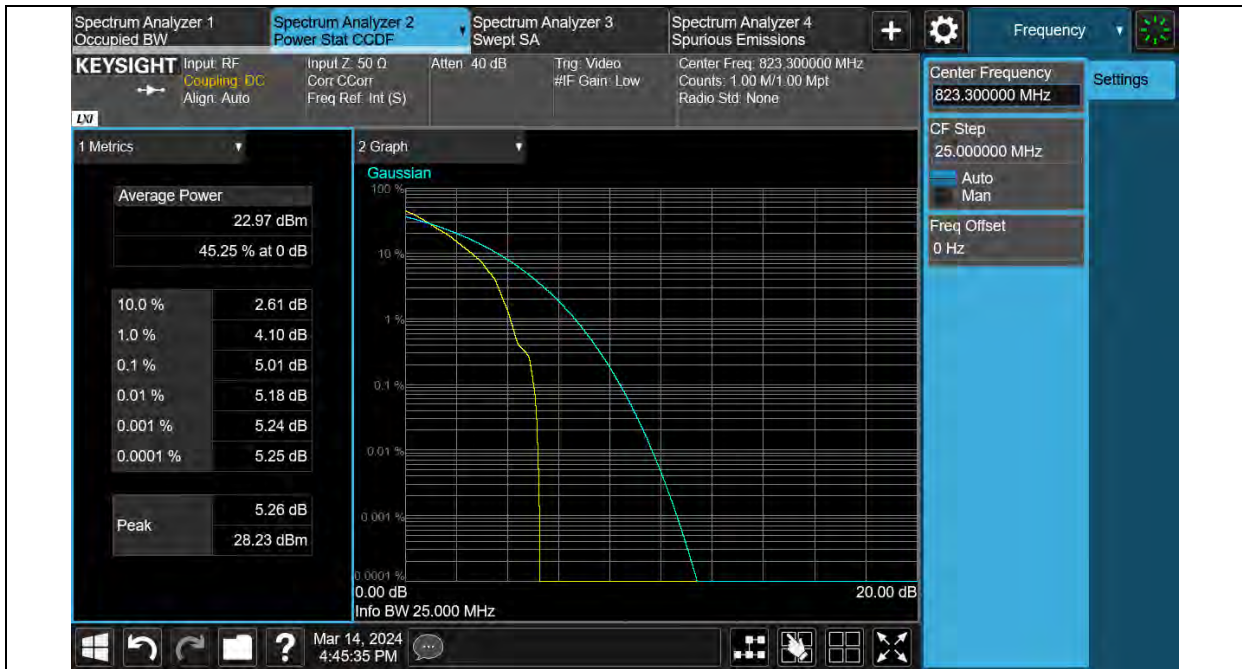 Spectrum Analyzer 1
Occupied BW
Spectrum Analyzer 2
Power Stat CCDF
Spectrum Analyzer 3
Swept SA
Spectrum Analyzer 4
Spurious Emissions
Frequency
KEYSIGHT
LXI
Input: RF
Coupling: DC
Align: Auto
Input Z: 50 Ω
Corr CCorr
Freq Ref: Int (S)
Atten: 40 dB
Trig: Video
#IF Gain: Low
Center Freq: 823.300000 MHz
Counts: 1.00 M/1.00 Mpt
Radio Std: None
Center Frequency
823.300000 MHz
Settings
CF Step
25.000000 MHz
Auto
Man
Freq Offset
0 Hz
1 Metrics
Average Power
22.97 dBm
45.25 % at 0 dB
10.0 % 2.61 dB
1.0 % 4.10 dB
0.1 % 5.01 dB
0.01 % 5.18 dB
0.001 % 5.24 dB
0.0001 % 5.25 dB
Peak
5.26 dB
28.23 dBm
2 Graph
Gaussian
100 %
10 %
1 %
0.1 %
0.01 %
0.001 %
0.0001 %
0.00 dB 20.00 dB
Info BW 25.000 MHz
?
Mar 14, 2024
4:45:35 PM